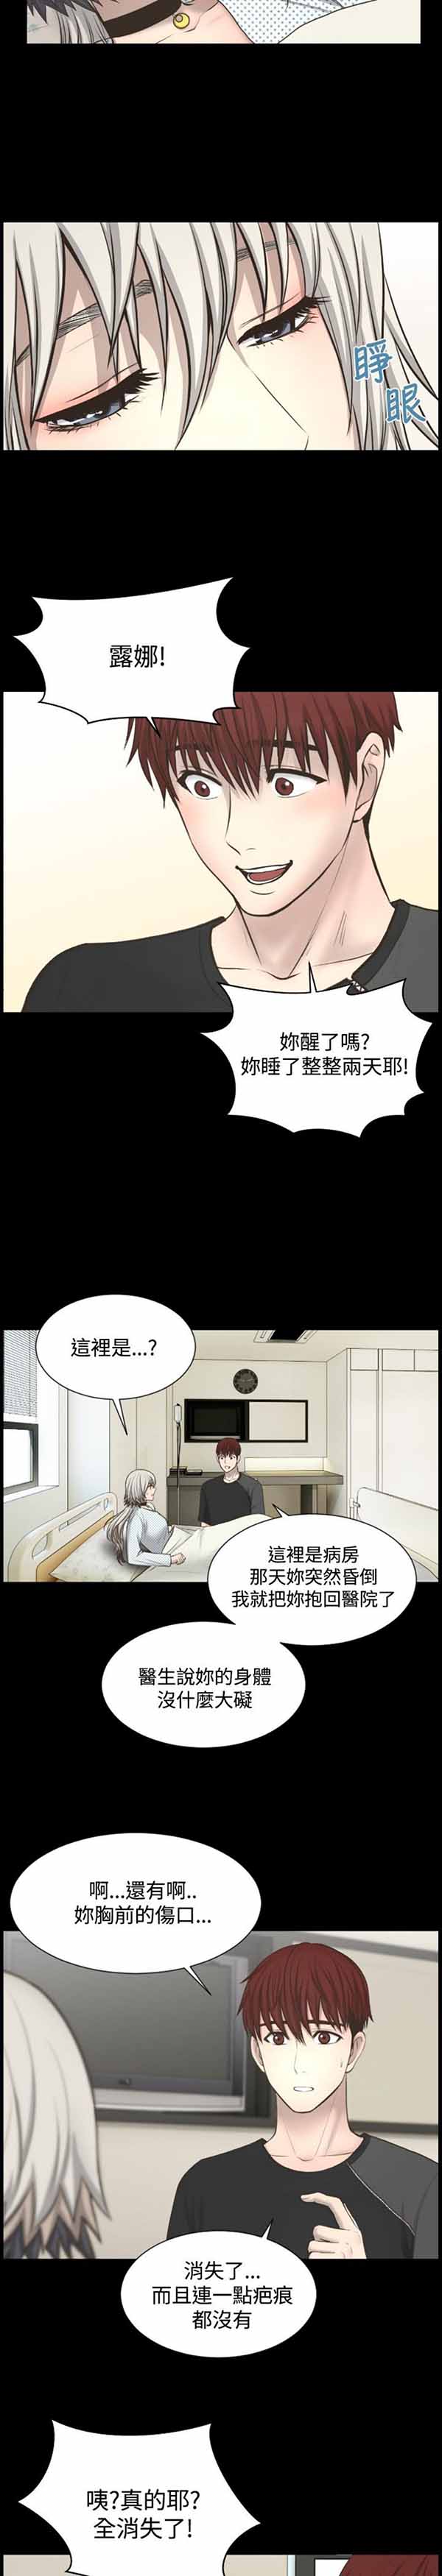 睜
眼
露娜!
妳醒了嗎?
妳睡了整整兩天耶!
這裡是...?
這裡是病房
那天妳突然昏倒
我就把妳抱回醫院了
醫生說妳的身體
沒什麼大礙
啊...還有啊..
妳胸前的傷口...
消失了...
而且連一點疤痕
都沒有
咦?真的耶?
全消失了!